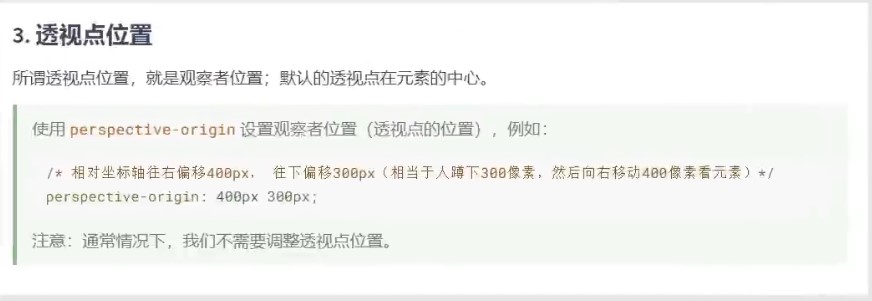 3. 透视点位置
所谓透视点位置，就是观察者位置；默认的透视点在元素的中心。
使用 perspective-origin 设置观察者位置（透视点的位置），例如：
/* 相对坐标轴往右偏移400px， 往下偏移300px（相当于人蹲下300像素，然后向右移动400像素看元素）*/
perspective-origin: 400px 300px;
注意：通常情况下，我们不需要调整透视点位置。